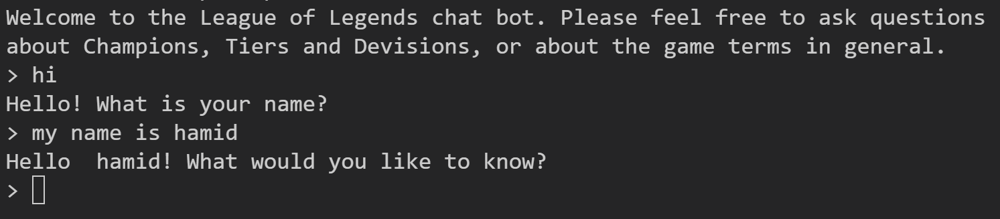 Welcome to the League of Legends chat bot. Please feel free to ask questions
about Champions, Tiers and Devisions, or about the game terms in general.
> hi
Hello! What is your name?
> my name is hamid
Hello  hamid! What would you like to know?
>